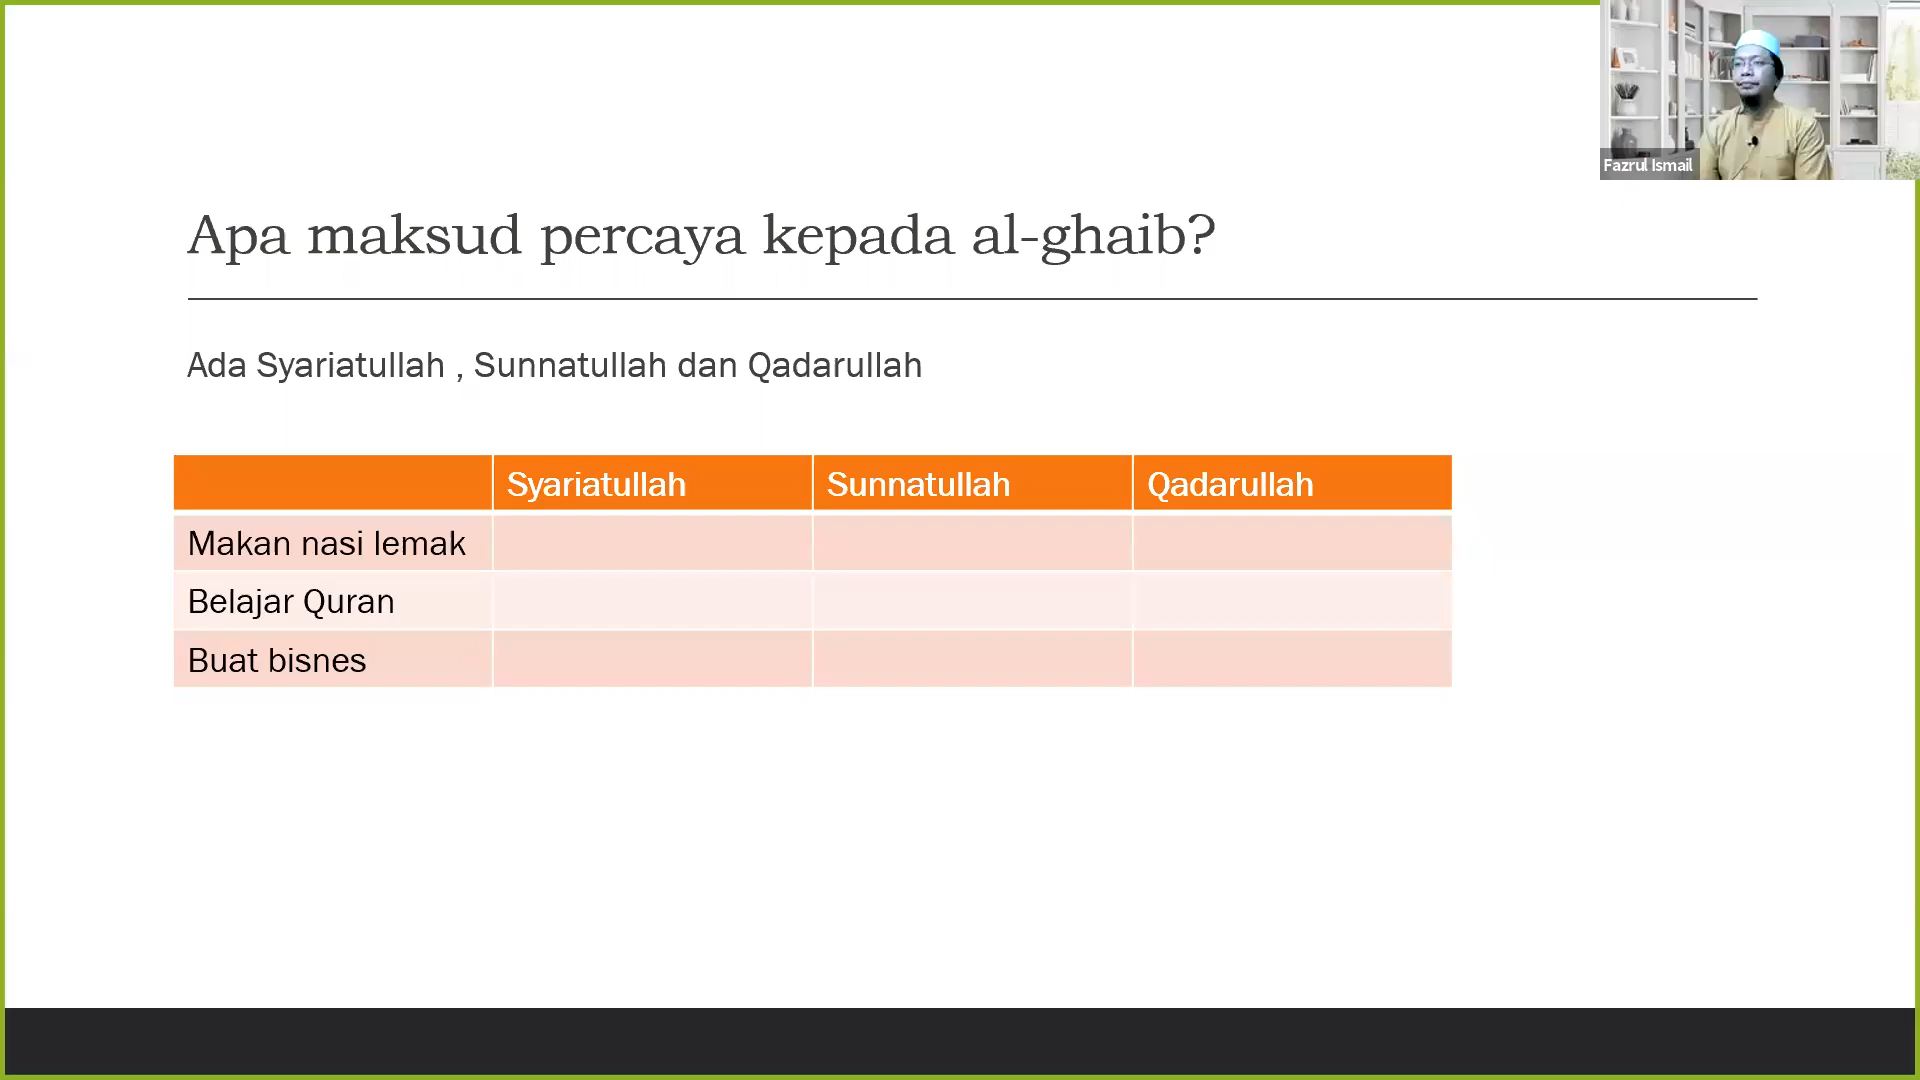 Fazrul Ismail
Apa maksud percaya kepada al-ghaib?
Ada Syariatullah , Sunnatullah dan Qadarullah
Syariatullah Sunnatullah Qadarullah
Makan nasi lemak
Belajar Quran
Buat bisnes